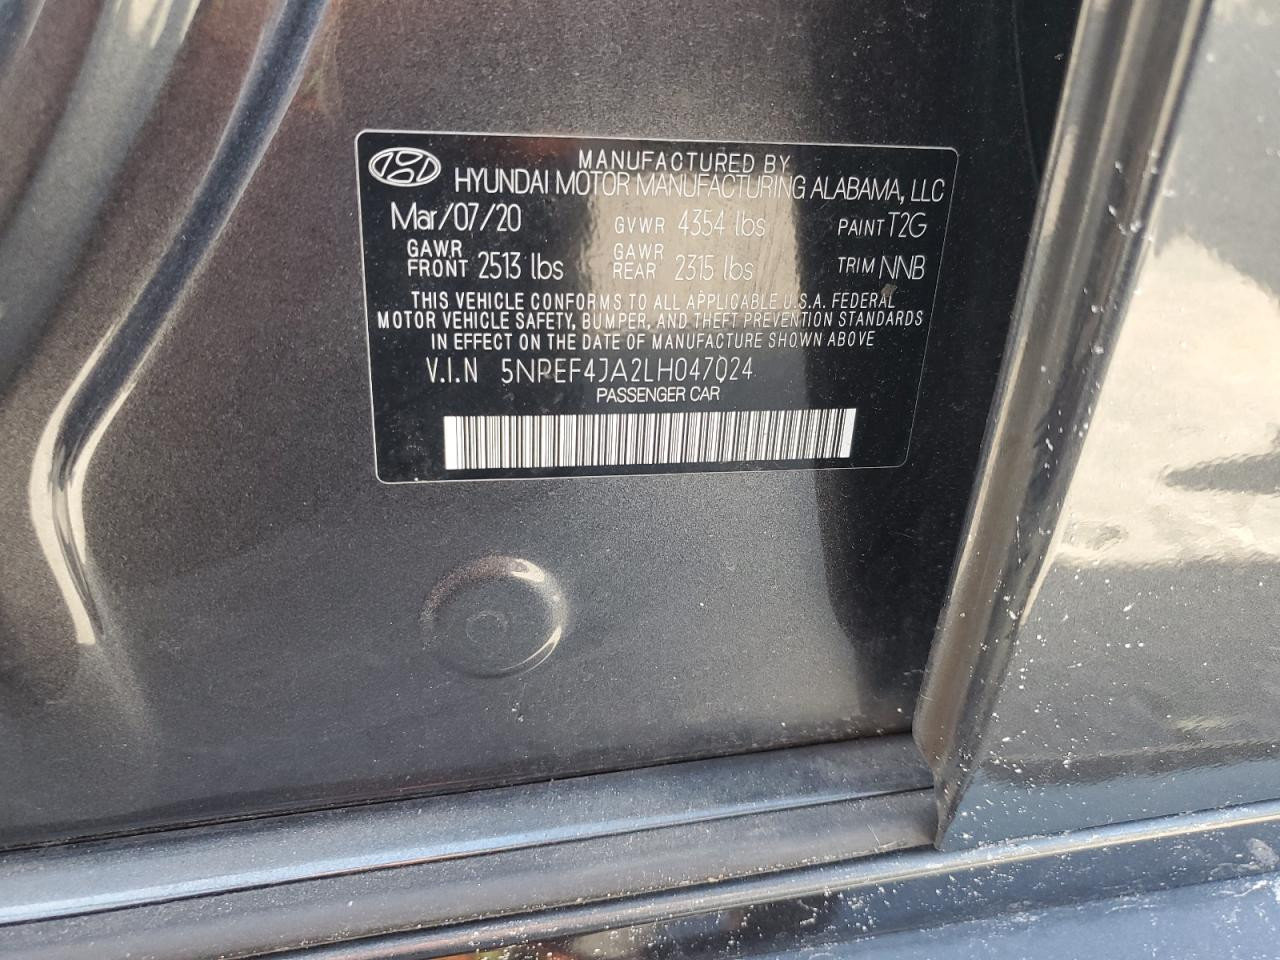 MANUFACTURED BY
HYUNDAI MOTOR MANUFACTURING ALABAMA, LLC
Mar/07/20 GVWR 4354 lbs PAINT T2G
GAWR FRONT 2513 lbs GAWR REAR 2315 lbs TRIM NNB
THIS VEHICLE CONFORMS TO ALL APPLICABLE U.S.A. FEDERAL
MOTOR VEHICLE SAFETY, BUMPER, AND THEFT PREVENTION STANDARDS
IN EFFECT ON THE DATE OF MANUFACTURE SHOWN ABOVE
V.I.N 5NPEF4JA2LH047024
PASSENGER CAR